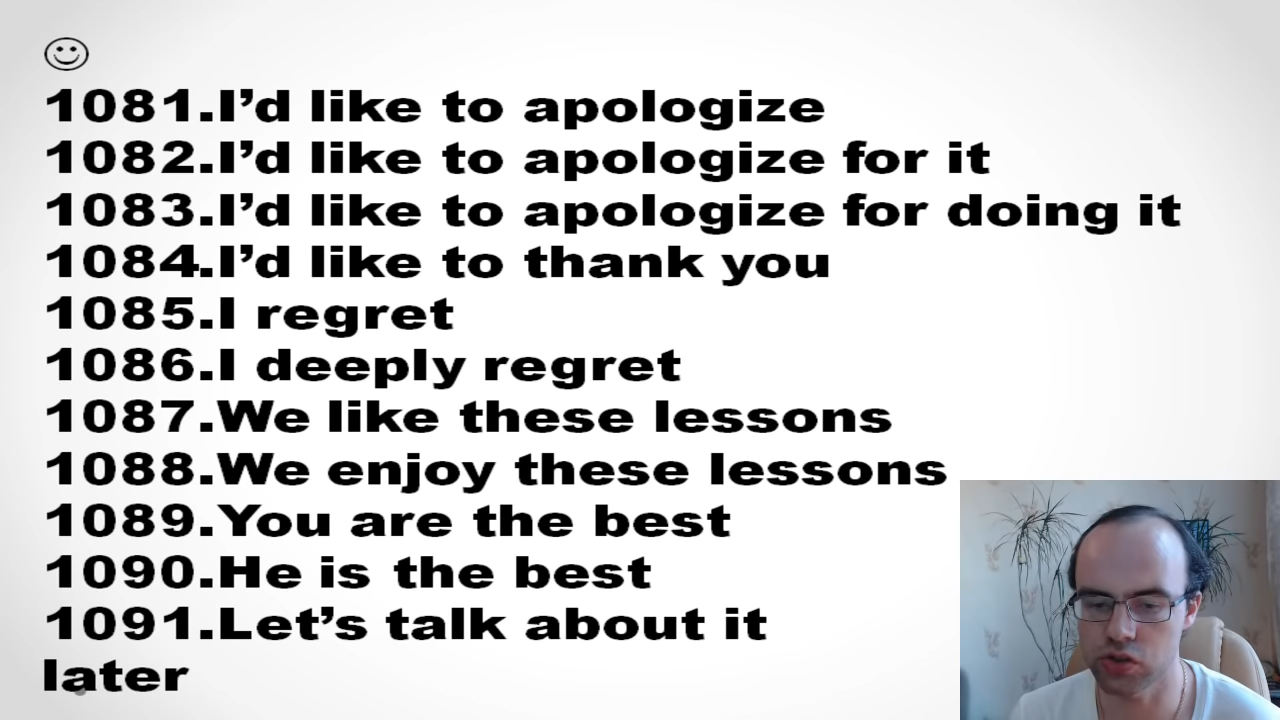 1081.I’d like to apologize
1082.I’d like to apologize for it
1083.I’d like to apologize for doing it
1084.I’d like to thank you
1085.I regret
1086.I deeply regret
1087.We like these lessons
1088.We enjoy these lessons
1089.You are the best
1090.He is the best
1091.Let’s talk about it
later